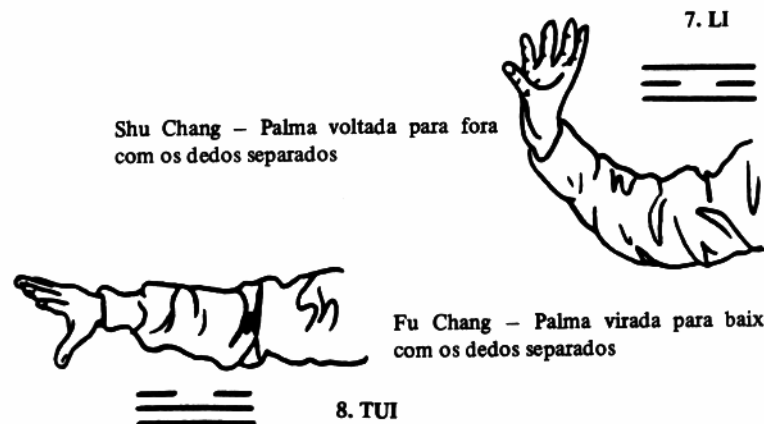 7. LI
Shu Chang – Palma voltada para fora
com os dedos separados
Fu Chang – Palma virada para baix
com os dedos separados
8. TUI